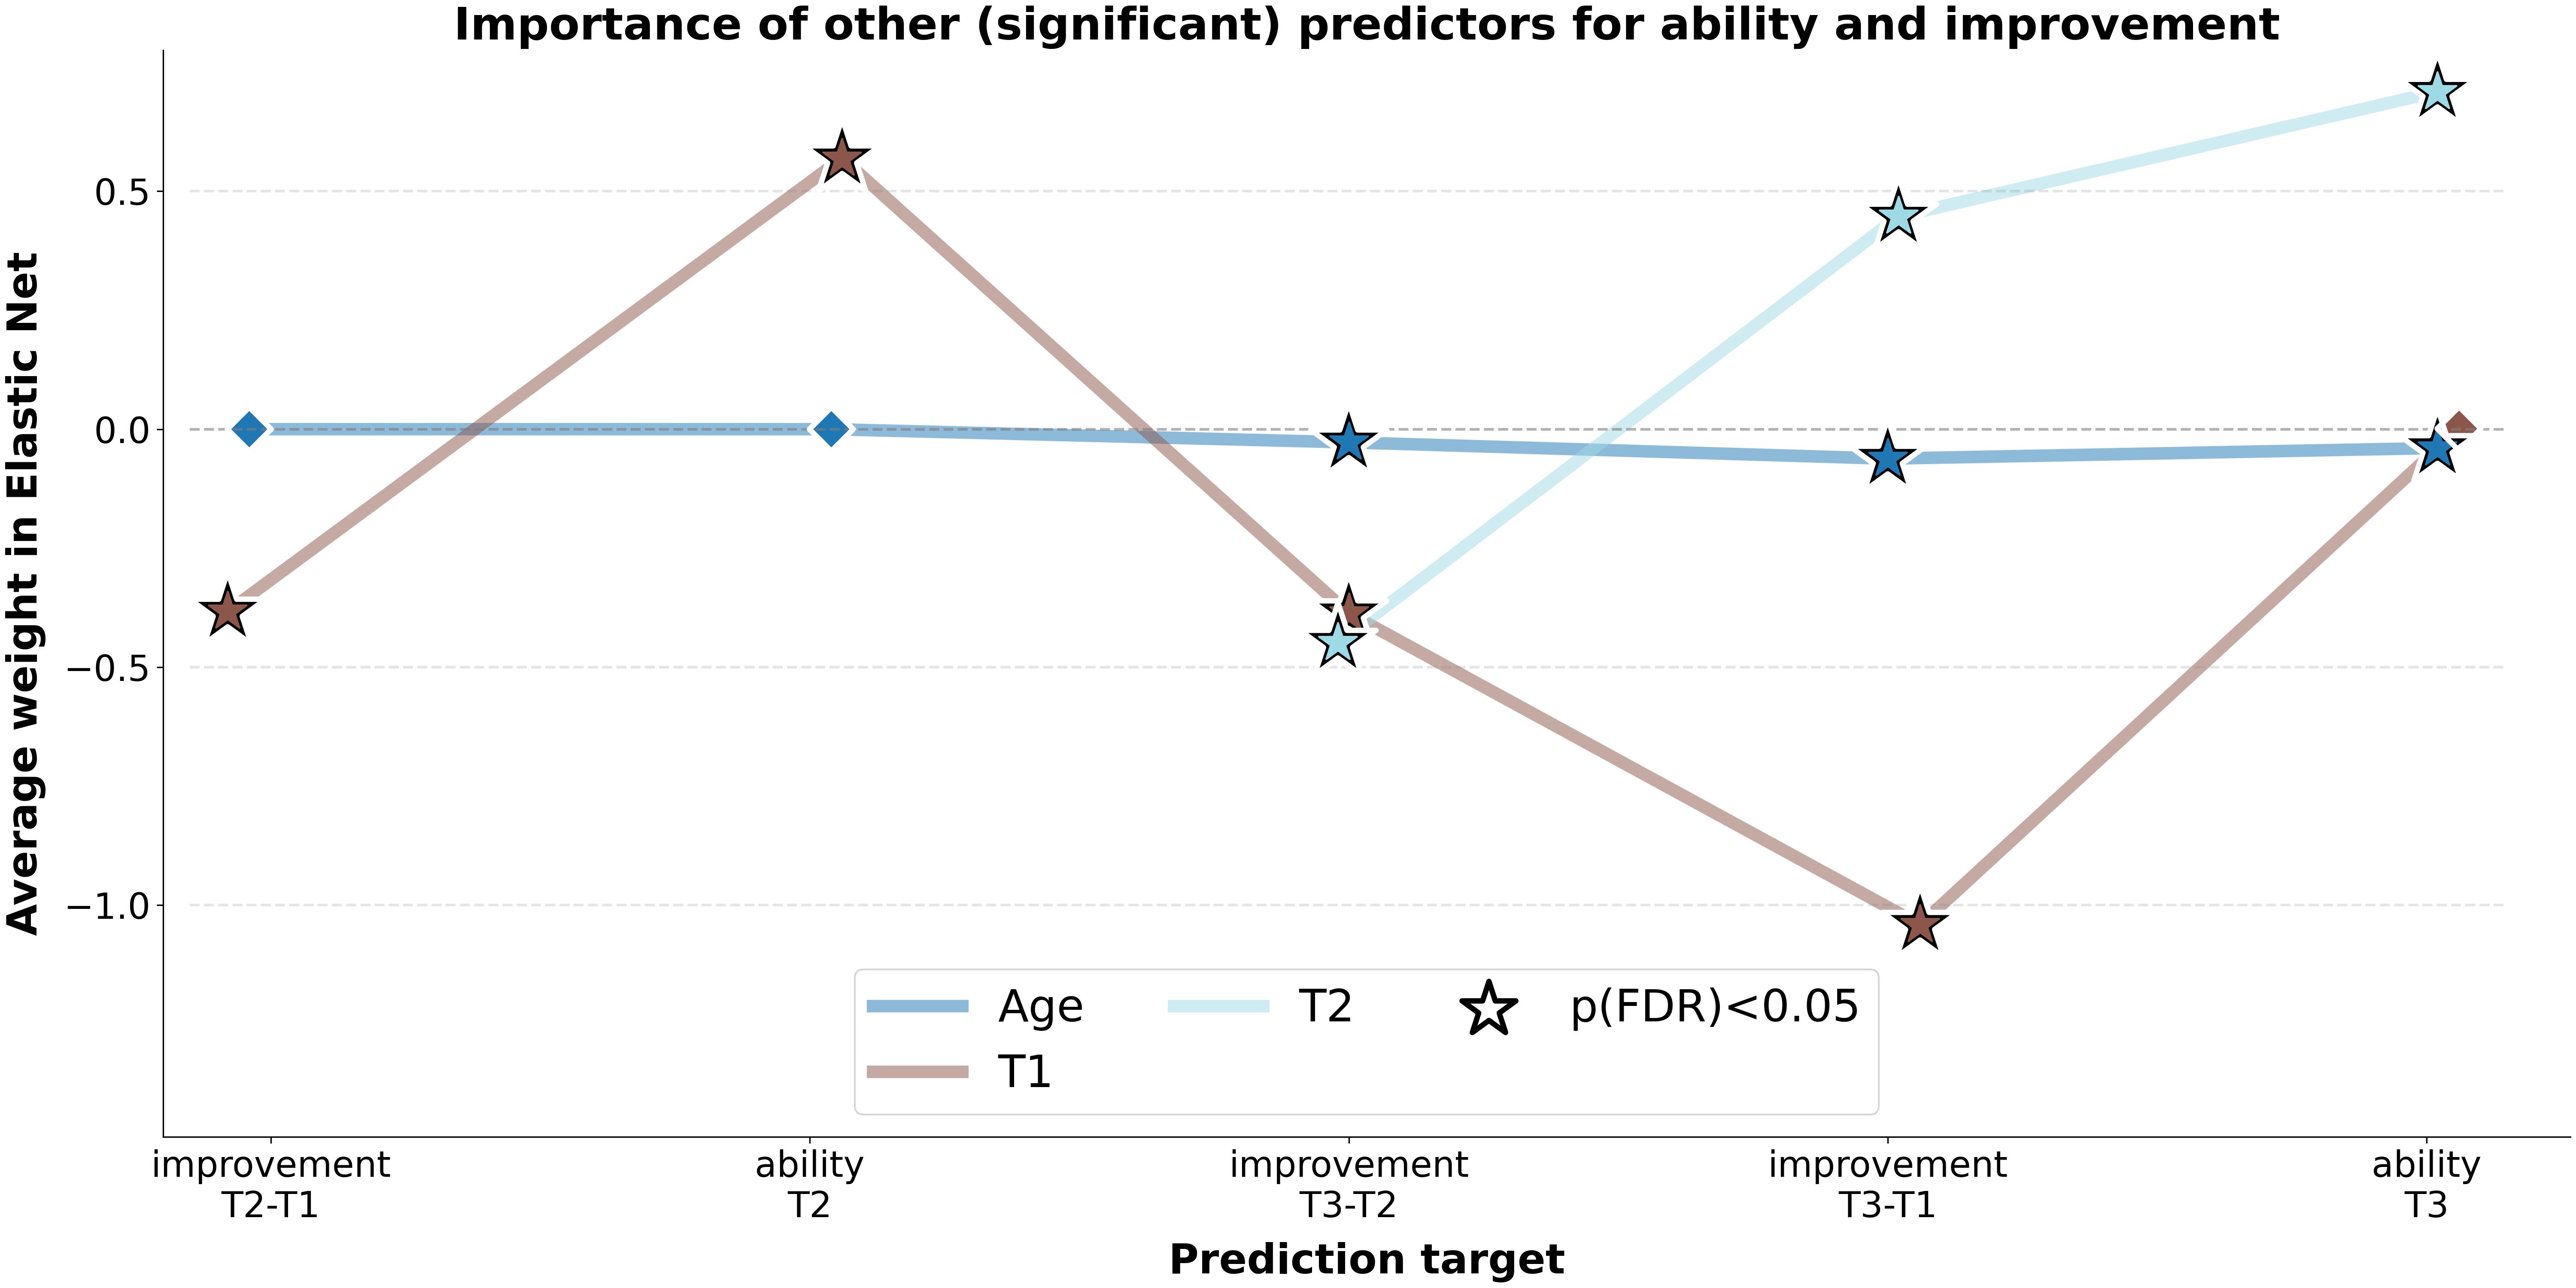 Importance of other (significant) predictors for ability and improvement
Average weight in Elastic Net
0.5
0.0
−0.5
−1.0
Age
T1
T2
p(FDR)<0.05
improvement
T2-T1
ability
T2
improvement
T3-T2
improvement
T3-T1
ability
T3
Prediction target